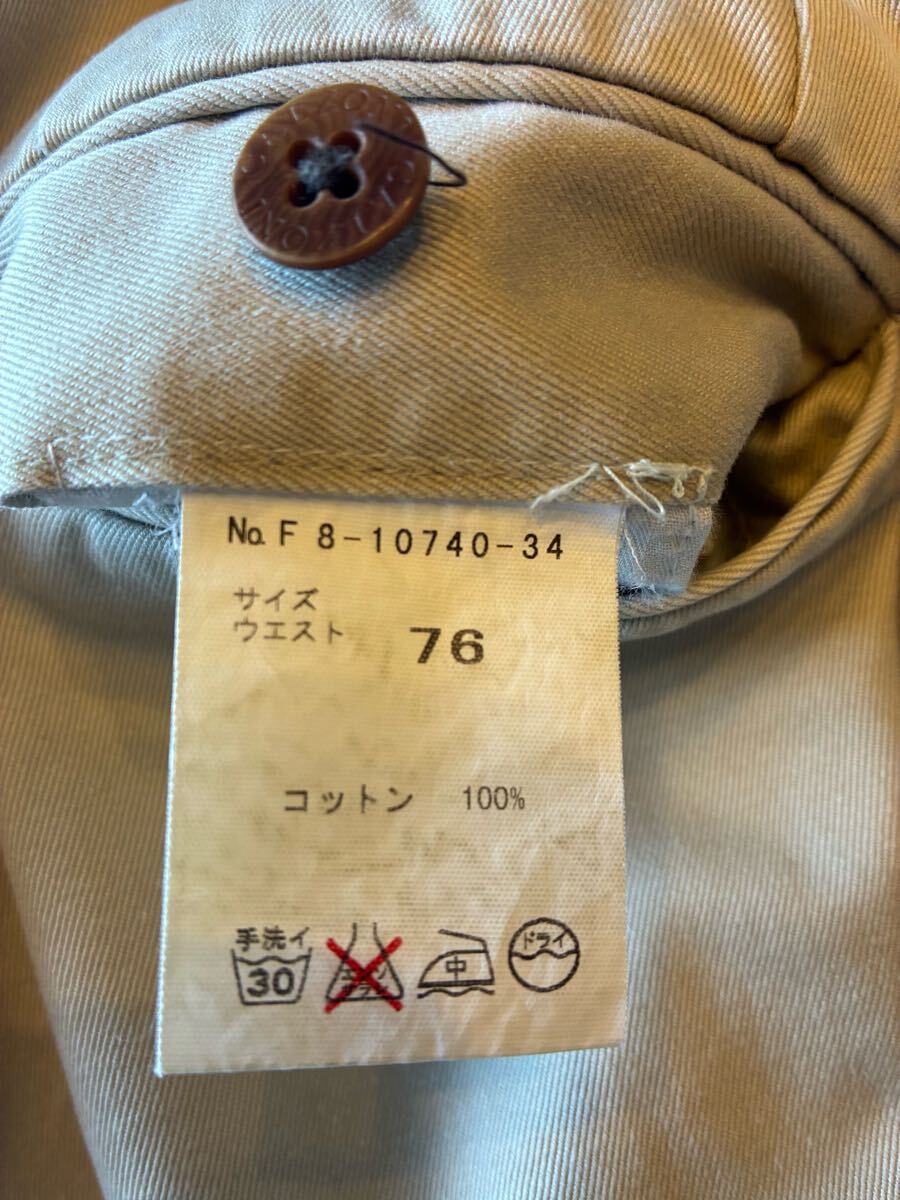 No. F 8-10740-34
サイズ
ウエスト 76
コットン 100%
手洗イ
30
中
ドライ